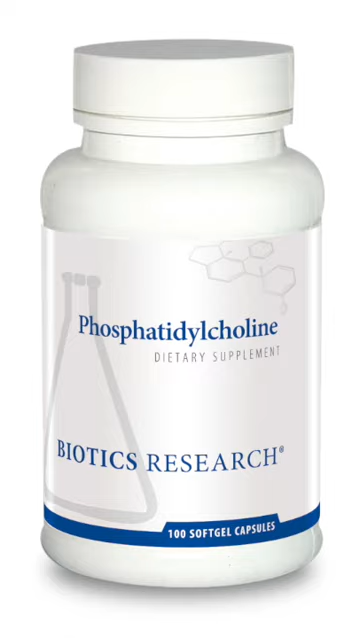 Phosphatidylcholine
DIETARY SUPPLEMENT
BIOTICS RESEARCH®
100 SOFTGEL CAPSULES